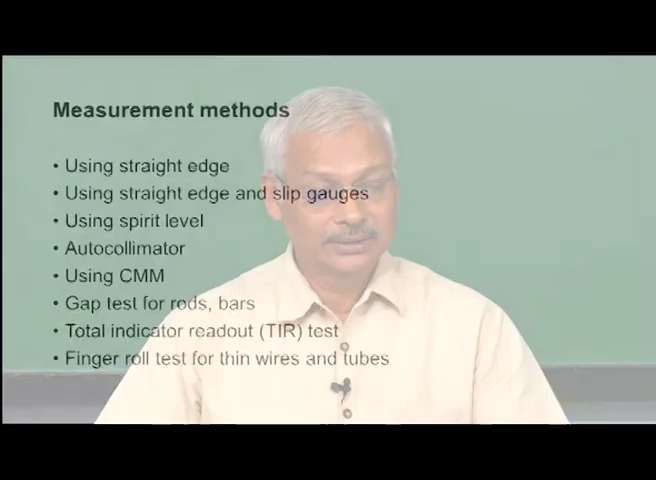 Measurement methods
• Using straight edge
• Using straight edge and slip gauges
• Using spirit level
• Autocollimator
• Using CMM
• Gap test for rods, bars
• Total indicator readout (TIR) test
• Finger roll test for thin wires and tubes